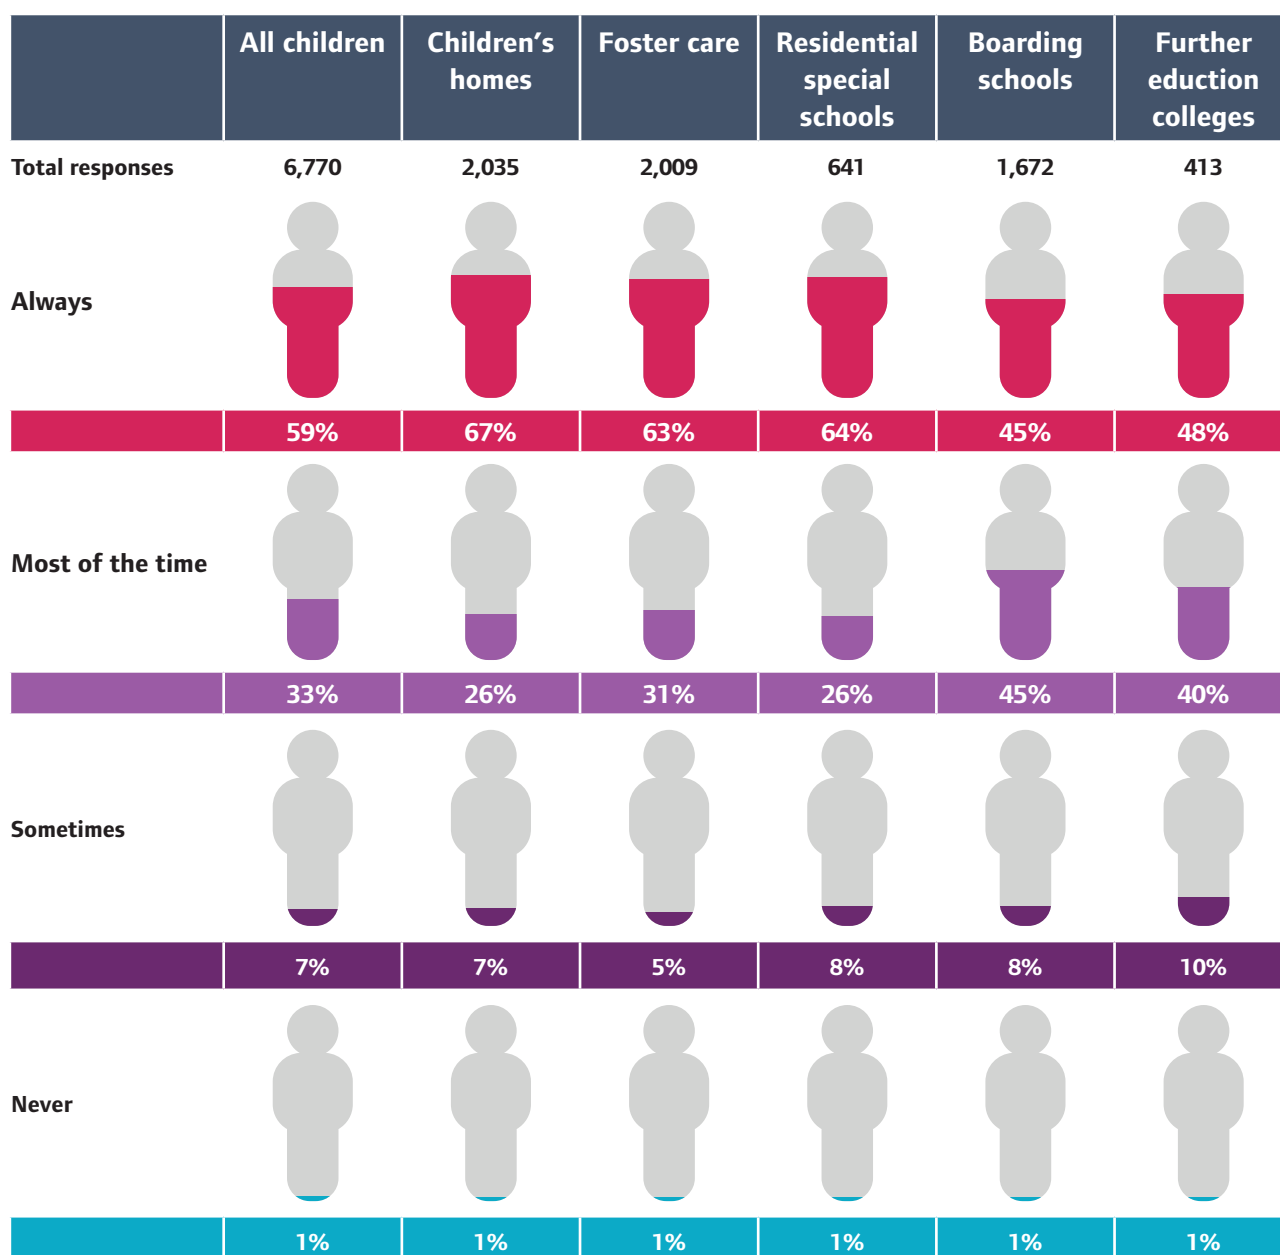 All children
Children’s
homes
Foster care
Residential
special
schools
Boarding
schools
Further
eduction
colleges
Total responses 6,770 2,035 2,009 641 1,672 413
Always
59% 67% 63% 64% 45% 48%
Most of the time
33% 26% 31% 26% 45% 40%
Sometimes
7% 7% 5% 8% 8% 10%
Never
1% 1% 1% 1% 1% 1%